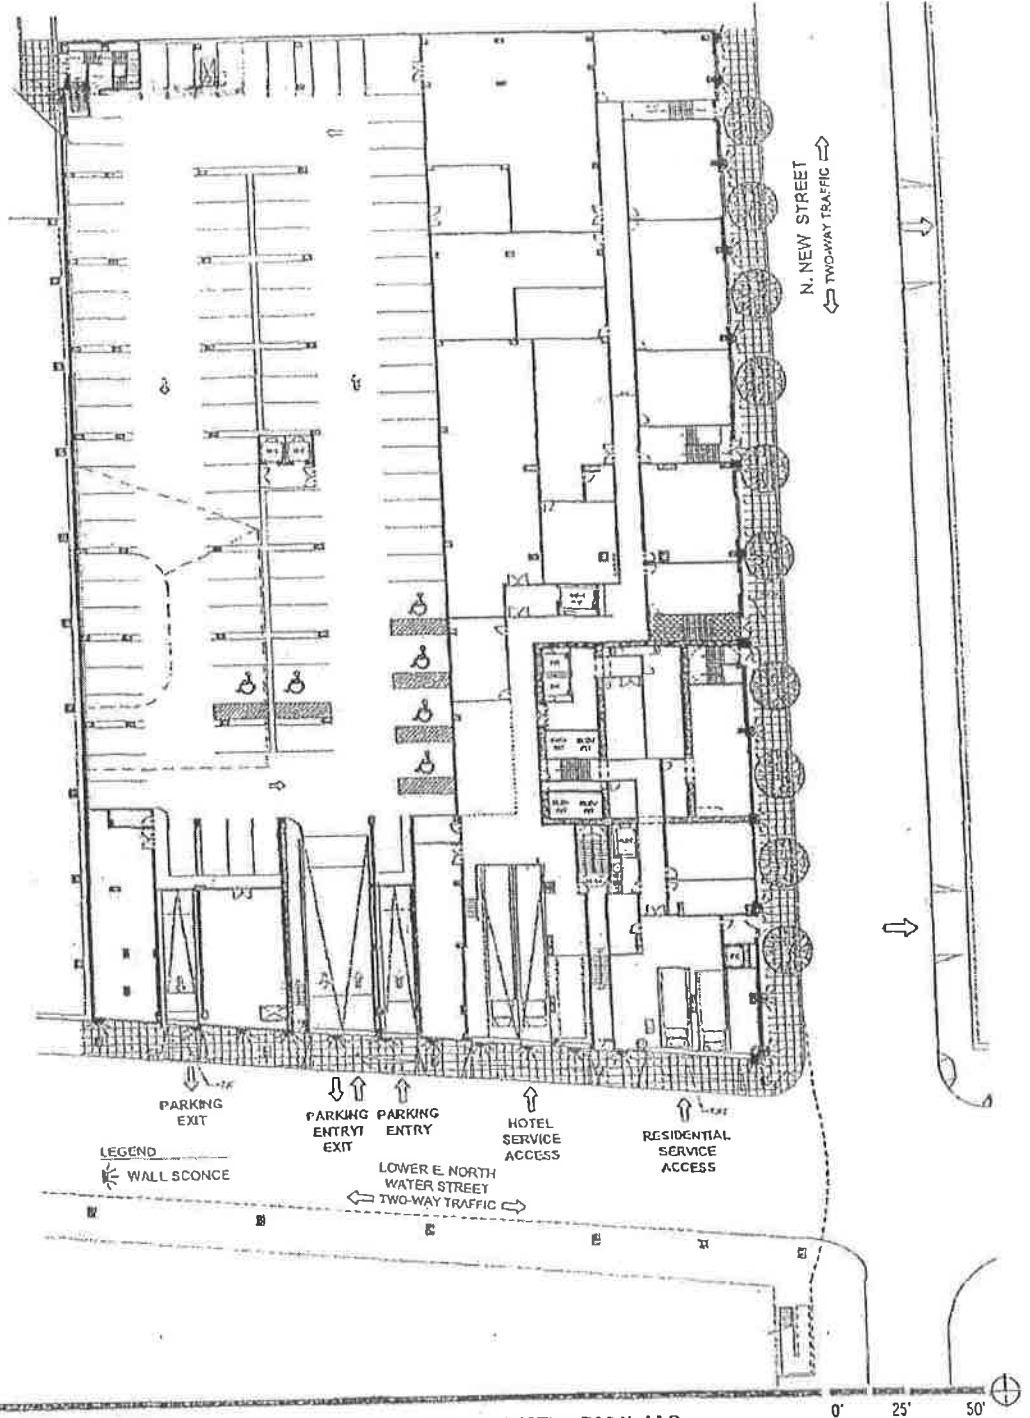 N. NEW STREET
TWO-WAY TRAFFIC
PARKING
EXIT
PARKING
ENTRY/
EXIT
PARKING
ENTRY
HOTEL
SERVICE
ACCESS
RESIDENTIAL
SERVICE
ACCESS
LEGEND
WALL SCONCE
LOWER E. NORTH
WATER STREET
TWO-WAY TRAFFIC
0' 25' 50'